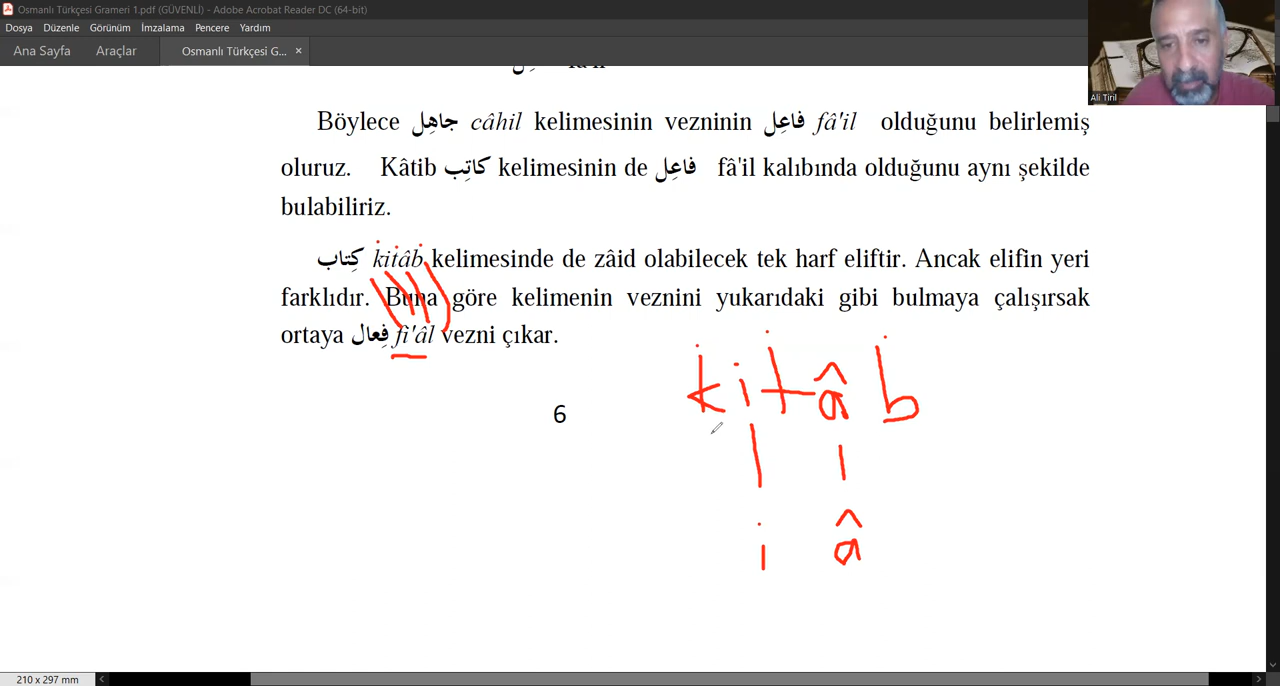 Osmanlı Türkçesi Grameri 1.pdf (GÜVENLİ) - Adobe Acrobat Reader DC (64-bit)
Dosya Düzenle Görünüm İmzalama Pencere Yardım
Ana Sayfa Araçlar Osmanlı Türkçesi G... ×
Ali Tiril
Böylece جاهِل câhil kelimesinin vezninin فاعِل fâ'il olduğunu belirlemiş
oluruz. Kâtib كاتِب kelimesinin de فاعِل fâ'il kalıbında olduğunu aynı şekilde
bulabiliriz.
كِتاب kitâb kelimesinde de zâid olabilecek tek harf eliftir. Ancak elifin yeri
farklıdır. Buna göre kelimenin veznini yukarıdaki gibi bulmaya çalışırsak
ortaya فِعال fi'âl vezni çıkar.
kitâb
i â
6
210 x 297 mm